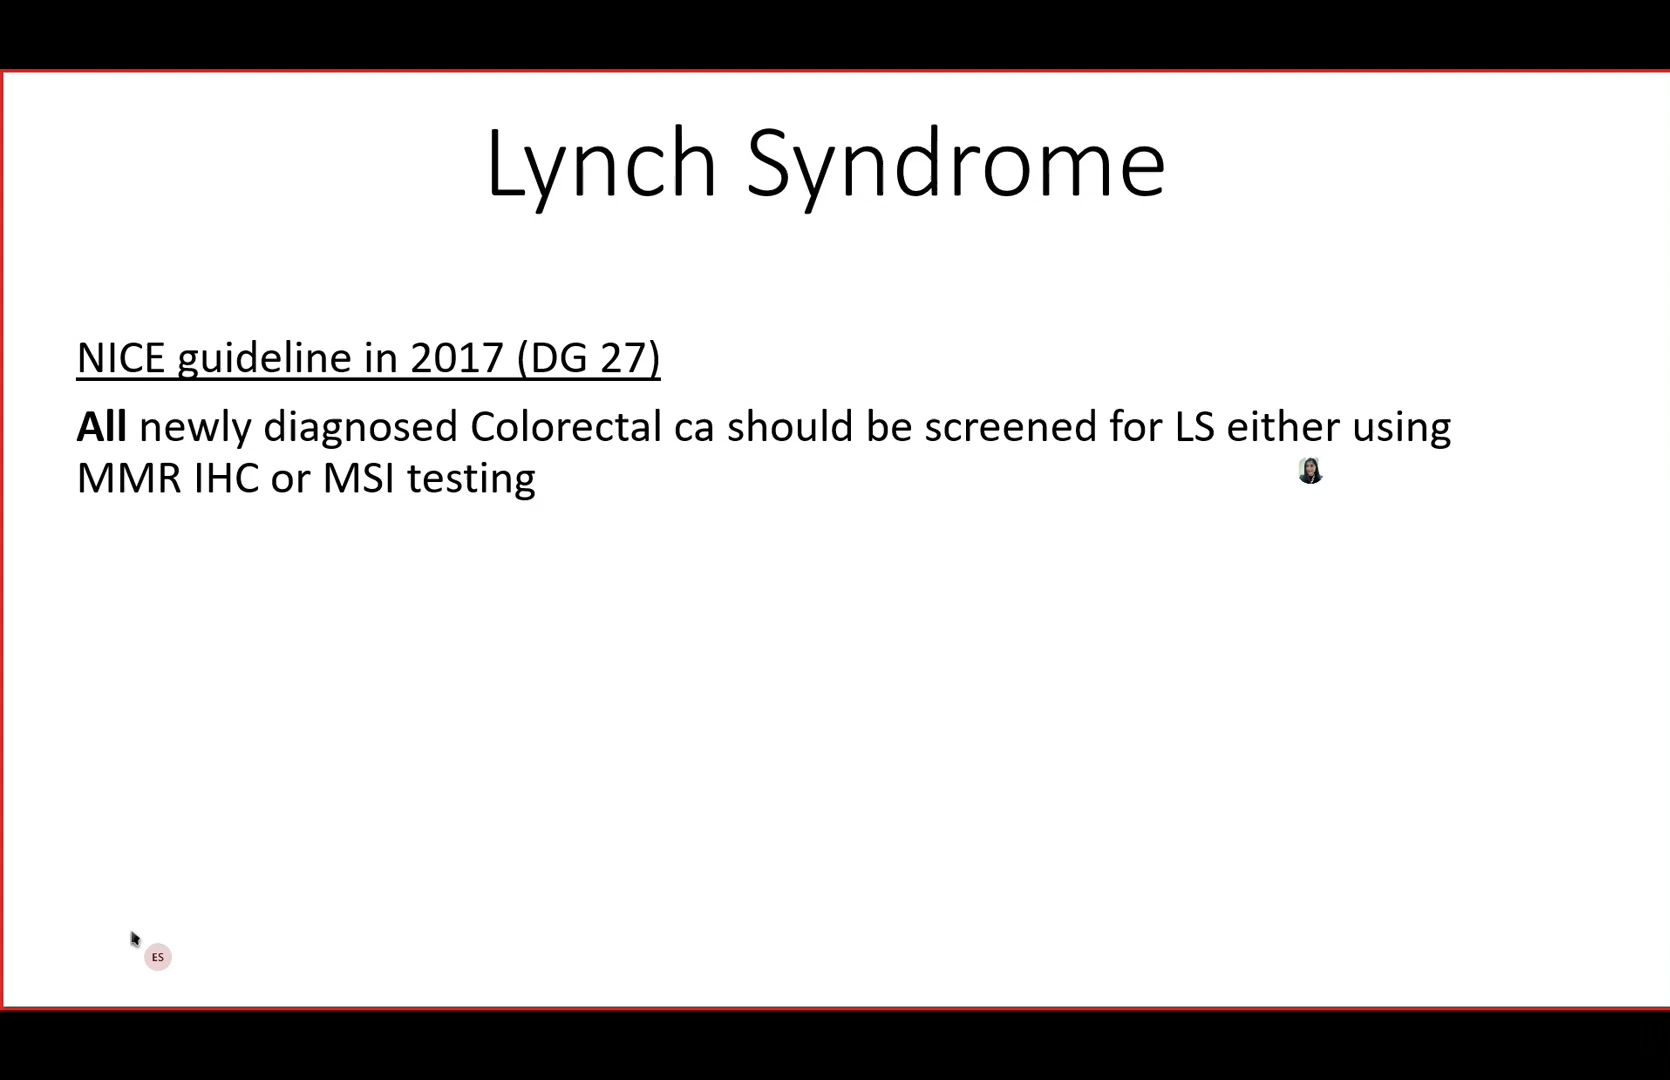 Lynch Syndrome
NICE guideline in 2017 (DG 27)
All newly diagnosed Colorectal ca should be screened for LS either using
MMR IHC or MSI testing
ES